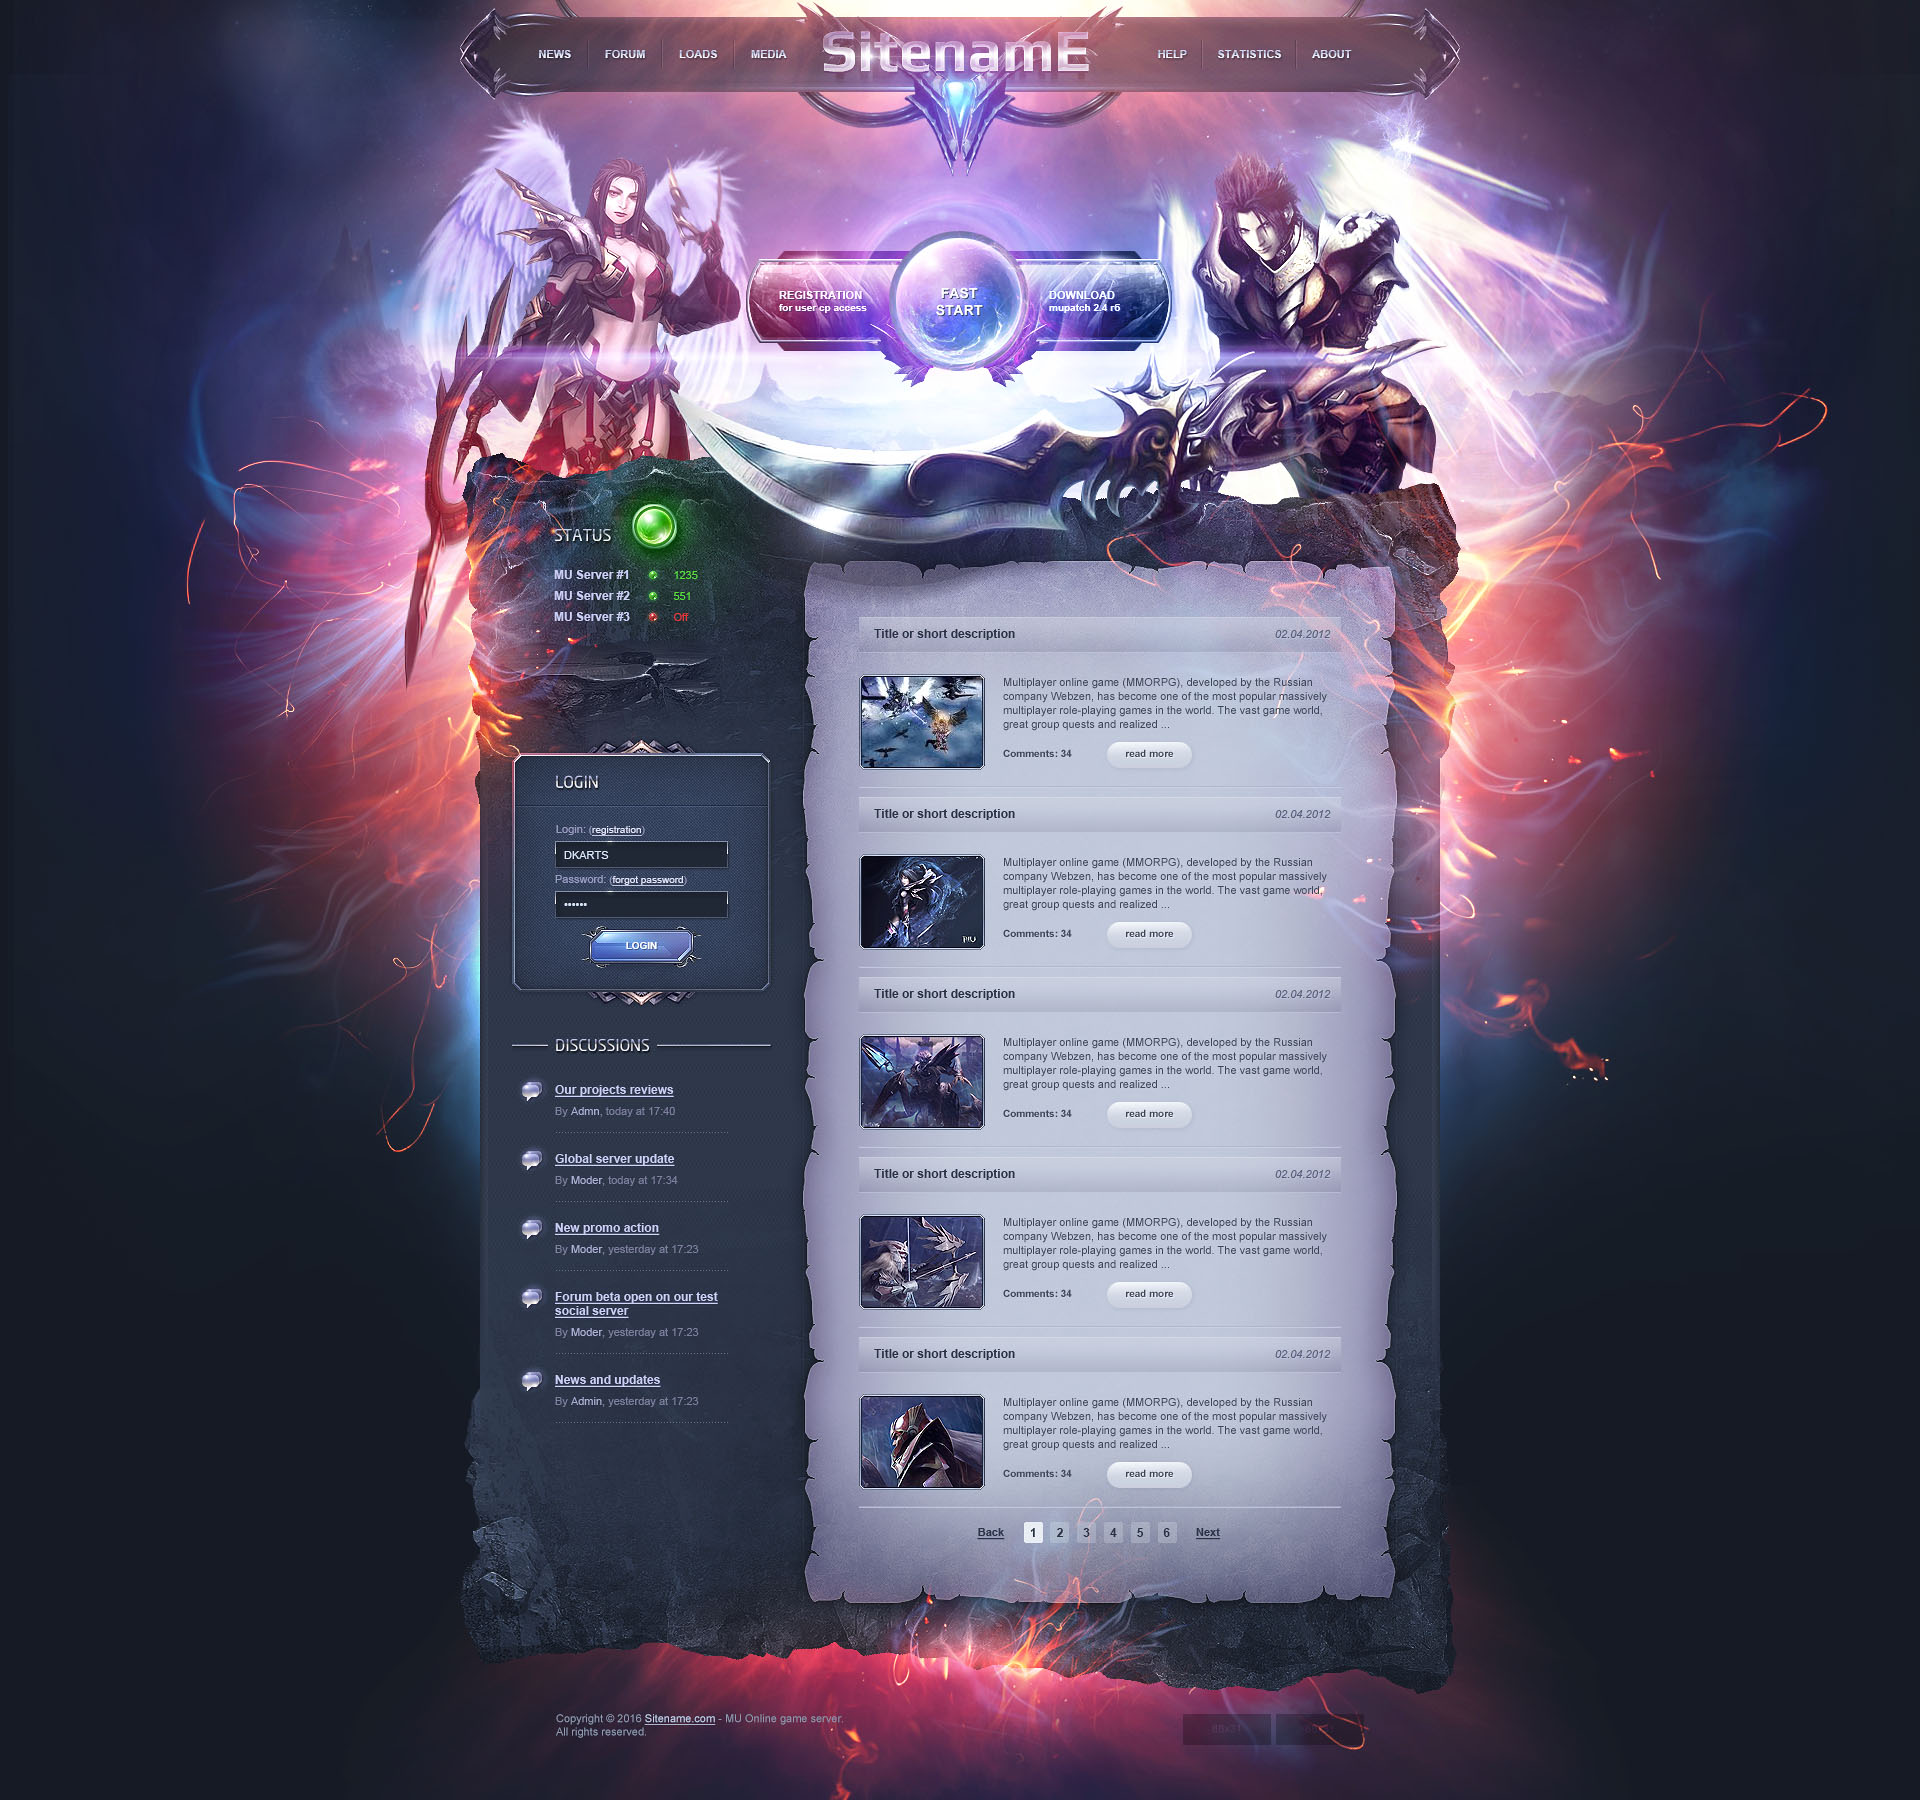 NEWS
FORUM
LOADS
MEDIA
SitenamE
HELP
STATISTICS
ABOUT
REGISTRATION
for user cp access
FAST
START
DOWNLOAD
mupatch 2.4 гб
STATUS
MU Server #1 1235
MU Server #2 551
MU Server #3 Off
LOGIN
Login: (registration)
DKARTS
Password: (forgot password)
••••••
LOGIN
DISCUSSIONS
Our projects reviews
By Admn, today at 17:40
Global server update
By Moder, today at 17:34
New promo action
By Moder, yesterday at 17:23
Forum beta open on our test
social server
By Moder, yesterday at 17:23
News and updates
By Admin, yesterday at 17:23
Title or short description 02.04.2012
Multiplayer online game (MMORPG), developed by the Russian
company Webzen, has become one of the most popular massively
multiplayer role-playing games in the world. The vast game world,
great group quests and realized ...
Comments: 34 read more
Title or short description 02.04.2012
MU
Multiplayer online game (MMORPG), developed by the Russian
company Webzen, has become one of the most popular massively
multiplayer role-playing games in the world. The vast game world,
great group quests and realized ...
Comments: 34 read more
Title or short description 02.04.2012
Multiplayer online game (MMORPG), developed by the Russian
company Webzen, has become one of the most popular massively
multiplayer role-playing games in the world. The vast game world,
great group quests and realized ...
Comments: 34 read more
Title or short description 02.04.2012
Multiplayer online game (MMORPG), developed by the Russian
company Webzen, has become one of the most popular massively
multiplayer role-playing games in the world. The vast game world,
great group quests and realized ...
Comments: 34 read more
Title or short description 02.04.2012
Multiplayer online game (MMORPG), developed by the Russian
company Webzen, has become one of the most popular massively
multiplayer role-playing games in the world. The vast game world,
great group quests and realized ...
Comments: 34 read more
Back 1 2 3 4 5 6 Next
Copyright © 2016 Sitename.com - MU Online game server.
All rights reserved.
88x31